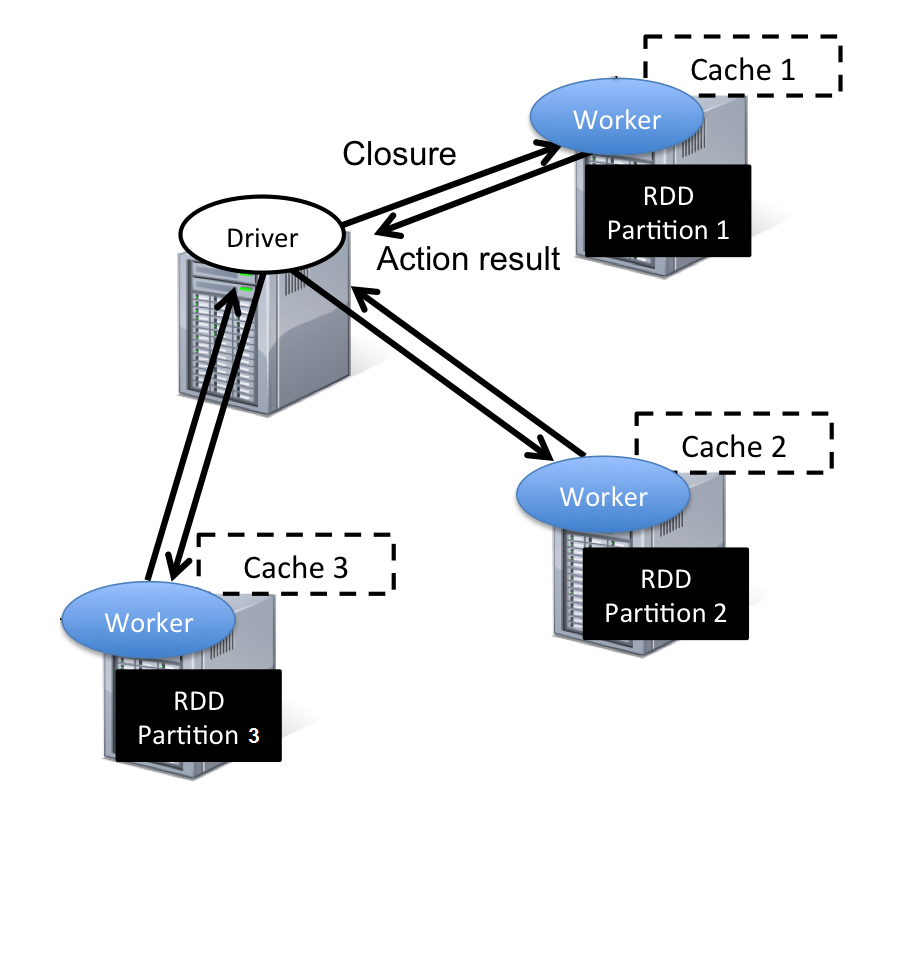 Cache 1
Worker
Closure
RDD
Partition 1
Driver
Action result
Cache 2
Worker
RDD
Partition 2
Cache 3
Worker
RDD
Partition 3